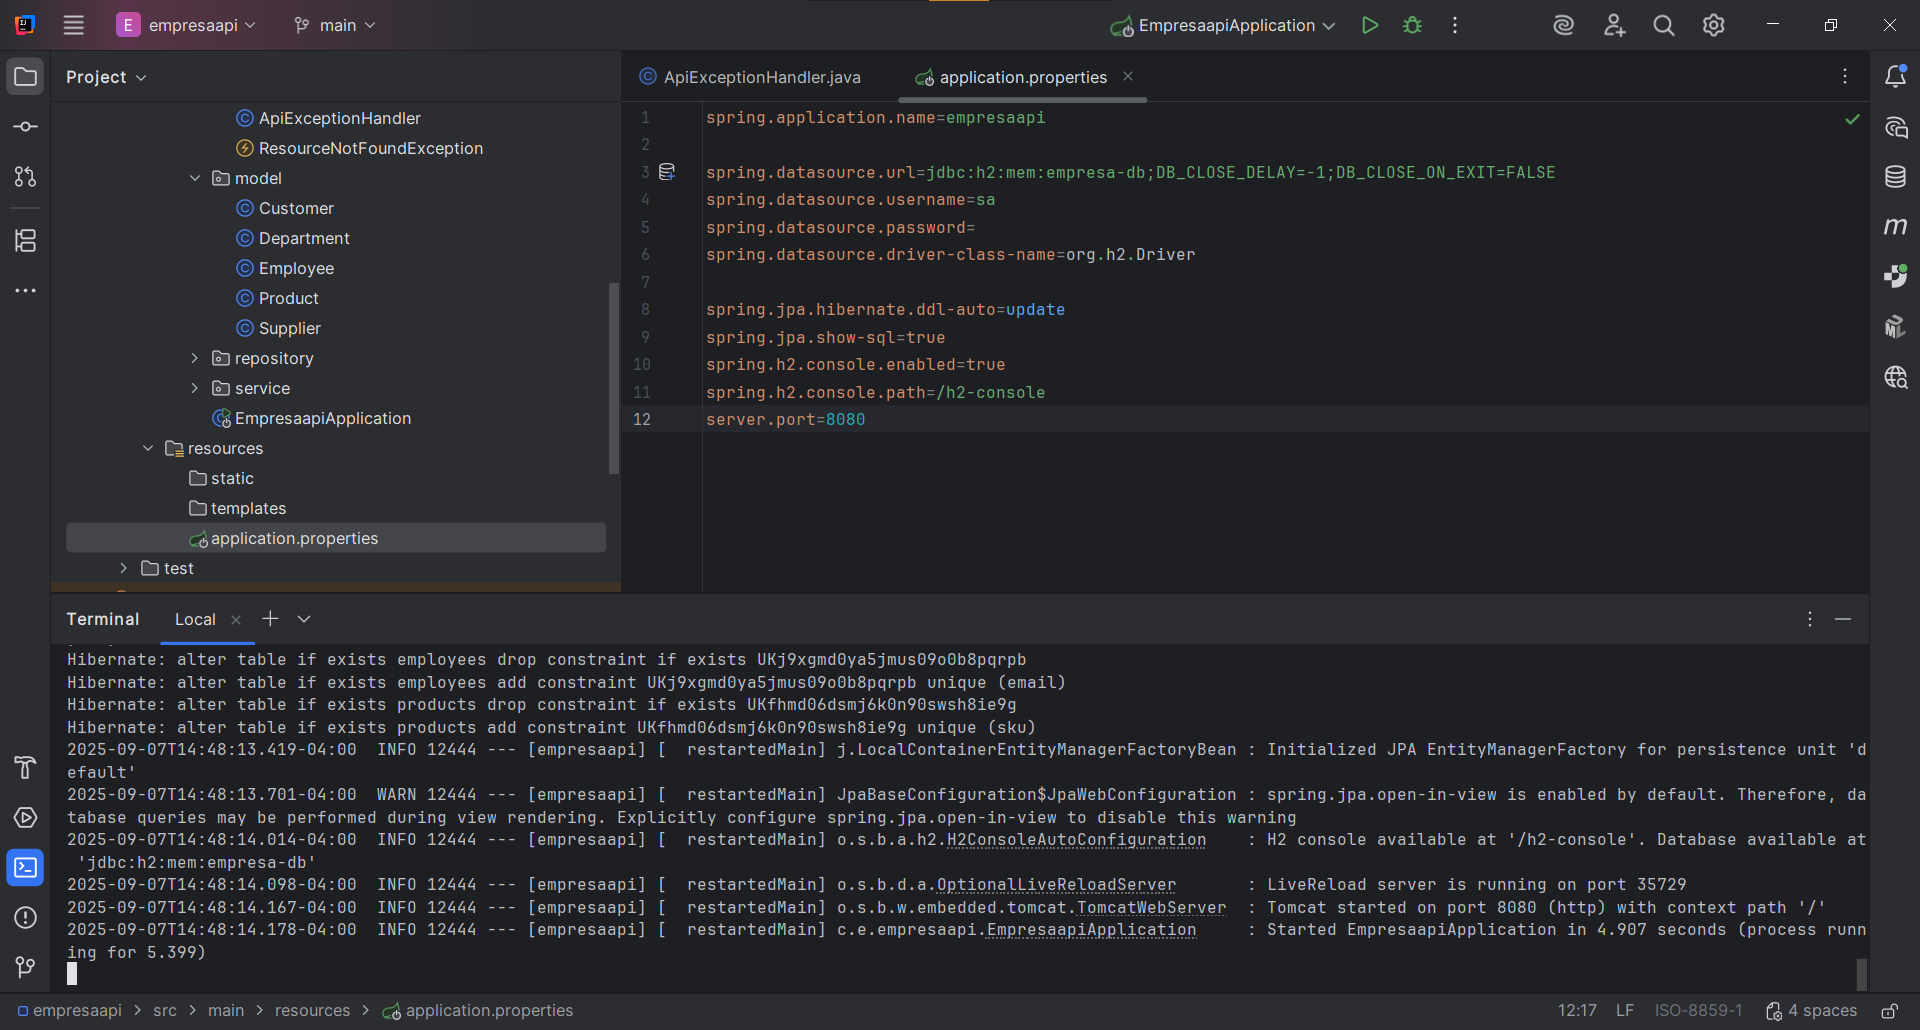 E empresaapi main EmpresaapiApplication
Project
ApiExceptionHandler
ResourceNotFoundException
model
Customer
Department
Employee
Product
Supplier
repository
service
EmpresaapiApplication
resources
static
templates
application.properties
test
ApiExceptionHandler.java application.properties
1 spring.application.name=empresaapi
2
3 spring.datasource.url=jdbc:h2:mem:empresa-db;DB_CLOSE_DELAY=-1;DB_CLOSE_ON_EXIT=FALSE
4 spring.datasource.username=sa
5 spring.datasource.password=
6 spring.datasource.driver-class-name=org.h2.Driver
7
8 spring.jpa.hibernate.ddl-auto=update
9 spring.jpa.show-sql=true
10 spring.h2.console.enabled=true
11 spring.h2.console.path=/h2-console
12 server.port=8080
Terminal Local
Hibernate: alter table if exists employees drop constraint if exists UKj9xgmd0ya5jmus09o0b8pqrpb
Hibernate: alter table if exists employees add constraint UKj9xgmd0ya5jmus09o0b8pqrpb unique (email)
Hibernate: alter table if exists products drop constraint if exists UKfhmd06dsmj6k0n90swsh8ie9g
Hibernate: alter table if exists products add constraint UKfhmd06dsmj6k0n90swsh8ie9g unique (sku)
2025-09-07T14:48:13.419-04:00  INFO 12444 --- [empresaapi] [  restartedMain] j.LocalContainerEntityManagerFactoryBean : Initialized JPA EntityManagerFactory for persistence unit 'd
efault'
2025-09-07T14:48:13.701-04:00  WARN 12444 --- [empresaapi] [  restartedMain] JpaBaseConfiguration$JpaWebConfiguration : spring.jpa.open-in-view is enabled by default. Therefore, da
tabase queries may be performed during view rendering. Explicitly configure spring.jpa.open-in-view to disable this warning
2025-09-07T14:48:14.014-04:00  INFO 12444 --- [empresaapi] [  restartedMain] o.s.b.a.h2.H2ConsoleAutoConfiguration    : H2 console available at '/h2-console'. Database available at
 'jdbc:h2:mem:empresa-db'
2025-09-07T14:48:14.098-04:00  INFO 12444 --- [empresaapi] [  restartedMain] o.s.b.d.a.OptionalLiveReloadServer       : LiveReload server is running on port 35729
2025-09-07T14:48:14.167-04:00  INFO 12444 --- [empresaapi] [  restartedMain] o.s.b.w.embedded.tomcat.TomcatWebServer  : Tomcat started on port 8080 (http) with context path '/'
2025-09-07T14:48:14.178-04:00  INFO 12444 --- [empresaapi] [  restartedMain] c.e.empresaapi.EmpresaapiApplication     : Started EmpresaapiApplication in 4.907 seconds (process runn
ing for 5.399)
empresaapi > src > main > resources > application.properties 12:17 LF ISO-8859-1 4 spaces